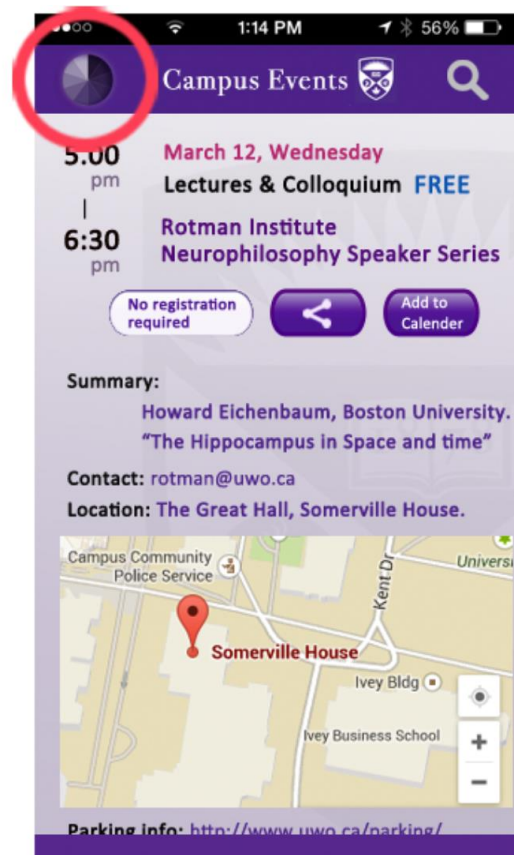 1:14 PM 56%
Campus Events
5:00
pm
6:30
pm
March 12, Wednesday
Lectures & Colloquium FREE
Rotman Institute
Neurophilosophy Speaker Series
No registration
required
Add to
Calender
Summary:
Howard Eichenbaum, Boston University.
“The Hippocampus in Space and time”
Contact: rotman@uwo.ca
Location: The Great Hall, Somerville House.
Campus Community
Police Service
Kent Dr
Universi
Somerville House
Ivey Bldg
Ivey Business School
Parking info: http://www.uwo.ca/parking/